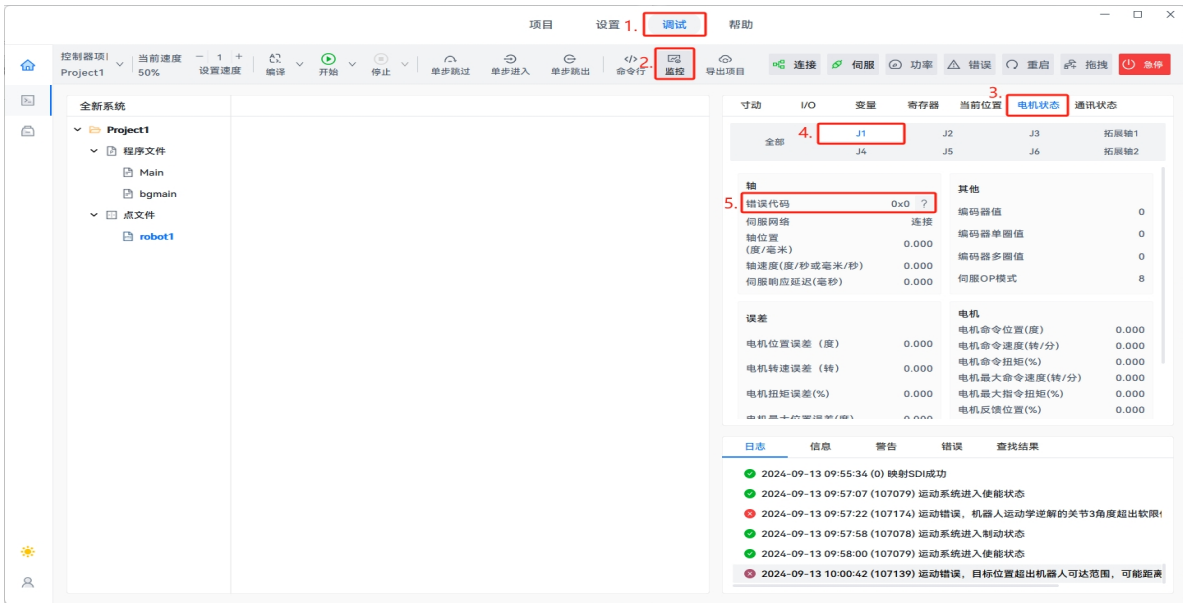 项目 设置 1. 调试 帮助
控制器项目 当前速度 − 1 + 编译 开始 停止 单步跳过 单步进入 单步跳出 命令行 2. 监控 导出项目 连接 伺服 功率 错误 重启 拖拽 急停
Project1 50% 设置速度
全新系统
Project1
程序文件
Main
bgmain
点文件
robot1
3.
寸动 I/O 变量 寄存器 当前位置 电机状态 通讯状态
全部 4. J1 J2 J3 拓展轴1
J4 J5 J6 拓展轴2
轴
5. 错误代码 0x0 ?
伺服网络 连接
轴位置
(度/毫米) 0.000
轴速度(度/秒或毫米/秒) 0.000
伺服响应延迟(毫秒) 0.000
其他
编码器值 0
编码器单圈值 0
编码器多圈值 0
伺服OP模式 8
误差
电机位置误差（度） 0.000
电机转速误差（转） 0.000
电机扭矩误差(%) 0.000
电机最大位置误差(度) 0.000
电机
电机命令位置(度) 0.000
电机命令速度(转/分) 0.000
电机命令扭矩(%) 0.000
电机最大命令速度(转/分) 0.000
电机最大指令扭矩(%) 0.000
电机反馈位置(%) 0.000
日志 信息 警告 错误 查找结果
2024-09-13 09:55:34 (0) 映射SDI成功
2024-09-13 09:57:07 (107079) 运动系统进入使能状态
2024-09-13 09:57:22 (107174) 运动错误，机器人运动学逆解的关节3角度超出软限
2024-09-13 09:57:58 (107078) 运动系统进入制动状态
2024-09-13 09:58:00 (107079) 运动系统进入使能状态
2024-09-13 10:00:42 (107139) 运动错误，目标位置超出机器人可达范围，可能距离